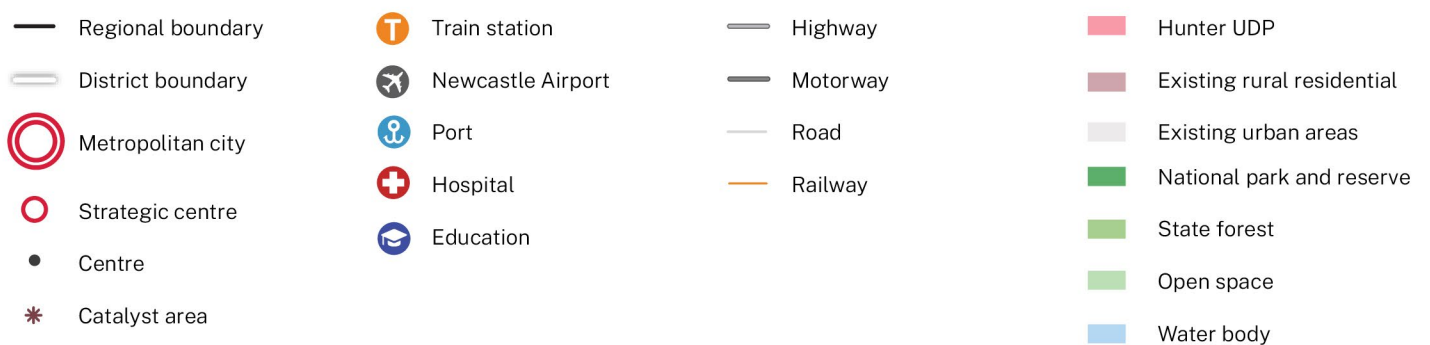 Regional boundary
District boundary
Metropolitan city
Strategic centre
Centre
Catalyst area
T Train station
Newcastle Airport
Port
Hospital
Education
Highway
Motorway
Road
Railway
Hunter UDP
Existing rural residential
Existing urban areas
National park and reserve
State forest
Open space
Water body